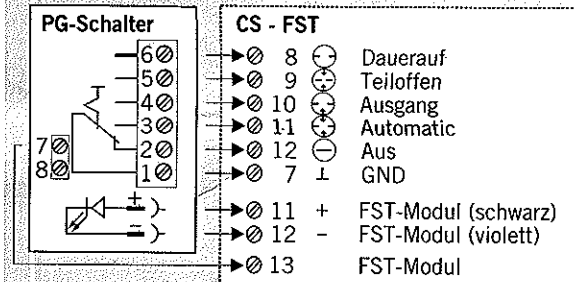 PG-Schalter CS - FST
6 8 Dauerauf
5 9 Teiloffen
4 10 Ausgang
3 11 Automatic
7 2 12 Aus
8 1 7 ⊥ GND
+ 11 + FST-Modul (schwarz)
− 12 − FST-Modul (violett)
13 FST-Modul